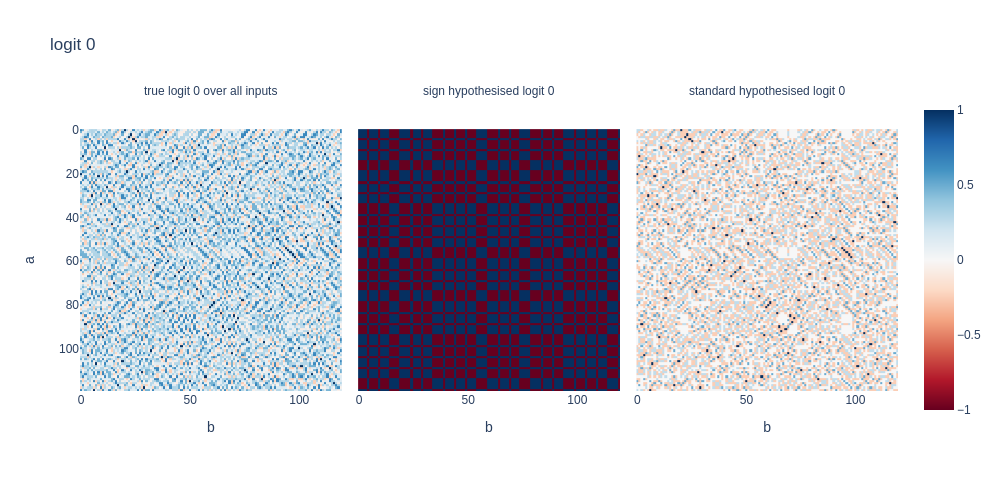 logit 0
true logit 0 over all inputs
sign hypothesised logit 0
standard hypothesised logit 0
0
20
40
60
80
100
a
0
50
100
b
0
50
100
b
0
50
100
b
1
0.5
0
−0.5
−1